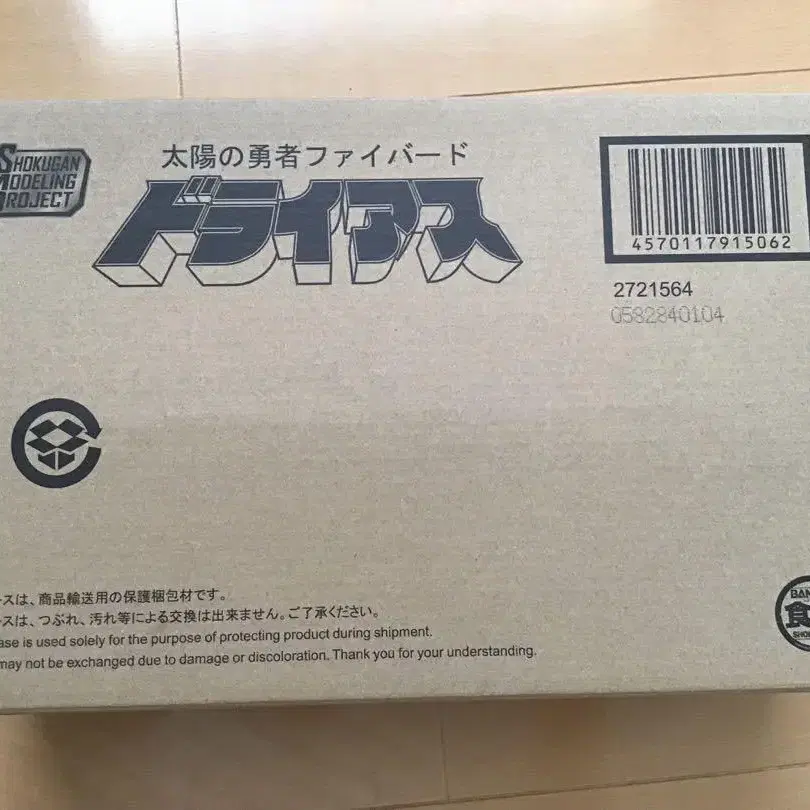 SHOKUGAN
MODELING
PROJECT
太陽の勇者ファイバード
ドライアス
4570117915062
2721564
0582840104
ースは、商品輸送用の保護梱包材です。
ースは、つぶれ、汚れ等による交換は出来ません。ご了承ください。
ase is used solely for the purpose of protecting product during shipment.
may not be exchanged due to damage or discoloration. Thank you for your understanding.
BAN
食
SHO